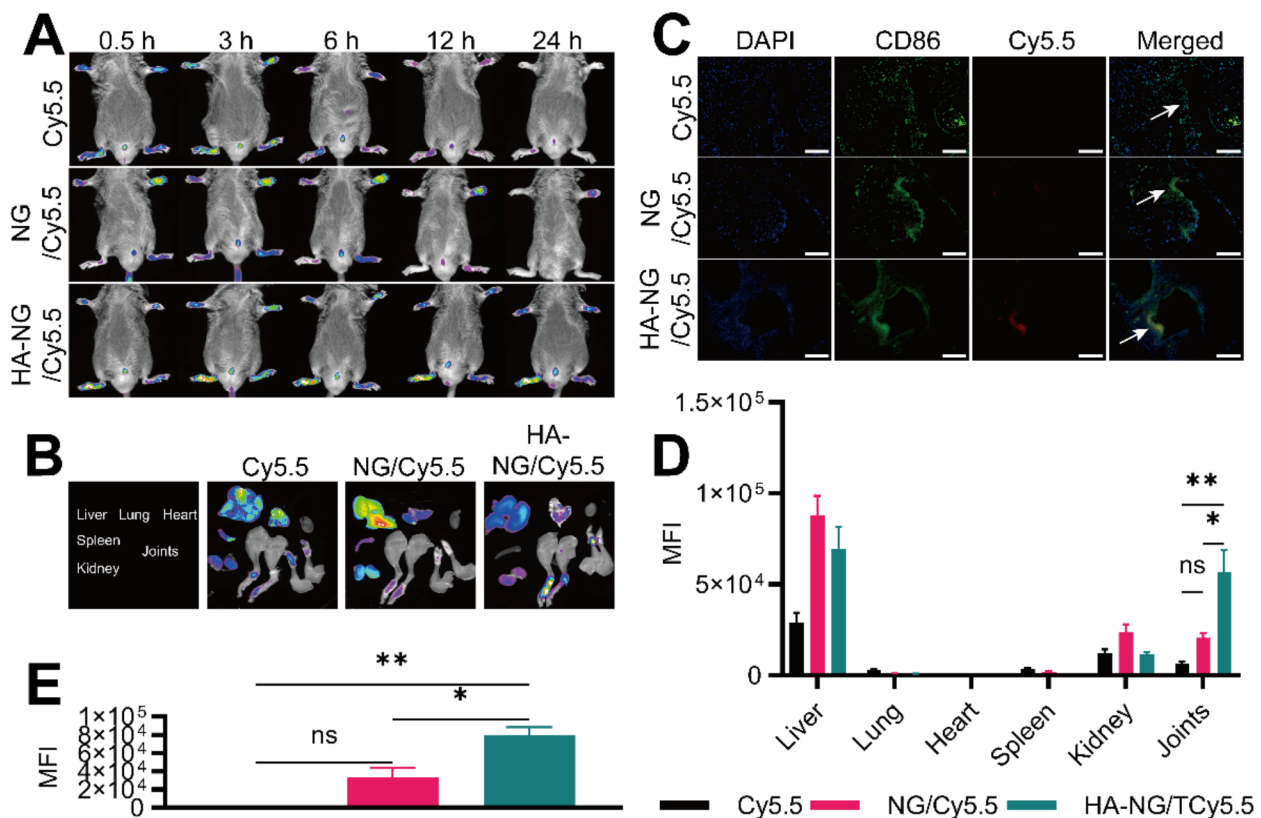 A
0.5 h 3 h 6 h 12 h 24 h
Cy5.5
NG
/Cy5.5
HA-NG
/Cy5.5
B
Cy5.5 NG/Cy5.5 HA-
NG/Cy5.5
Liver Lung Heart
Spleen
Joints
Kidney
C
DAPI CD86 Cy5.5 Merged
Cy5.5
NG
/Cy5.5
HA-NG
/Cy5.5
D
MFI
1.5×10⁵
1×10⁵
5×10⁴
0
**
*
ns
Liver Lung Heart Spleen Kidney Joints
E
MFI
1×10⁵
8×10⁴
6×10⁴
4×10⁴
2×10⁴
0
**
*
ns
Cy5.5 NG/Cy5.5 HA-NG/TCy5.5